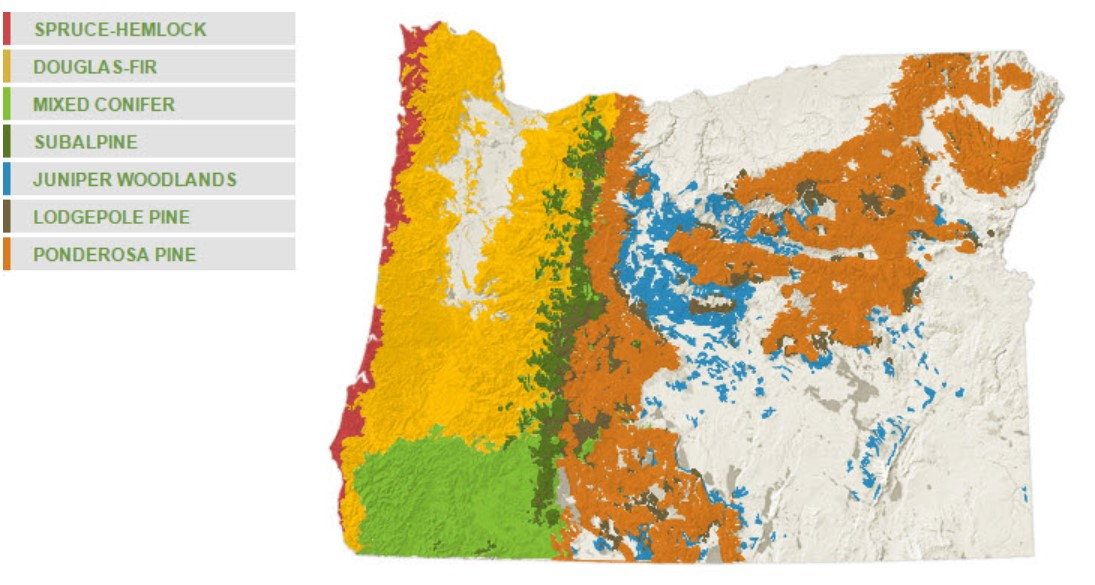 SPRUCE-HEMLOCK
DOUGLAS-FIR
MIXED CONIFER
SUBALPINE
JUNIPER WOODLANDS
LODGEPOLE PINE
PONDEROSA PINE